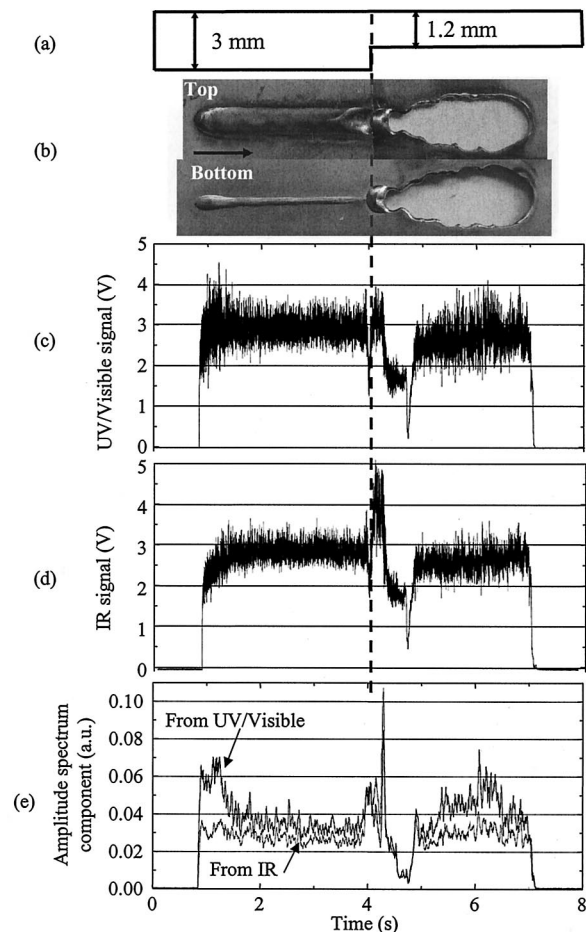 (a)
3 mm
1.2 mm
(b)
Top
Bottom
(c)
UV/Visible signal (V)
5
4
3
2
1
0
(d)
IR signal (V)
5
4
3
2
1
0
(e)
Amplitude spectrum
component (a.u.)
0.10
0.08
0.06
0.04
0.02
0.00
From UV/Visible
From IR
0
2
4
6
8
Time (s)